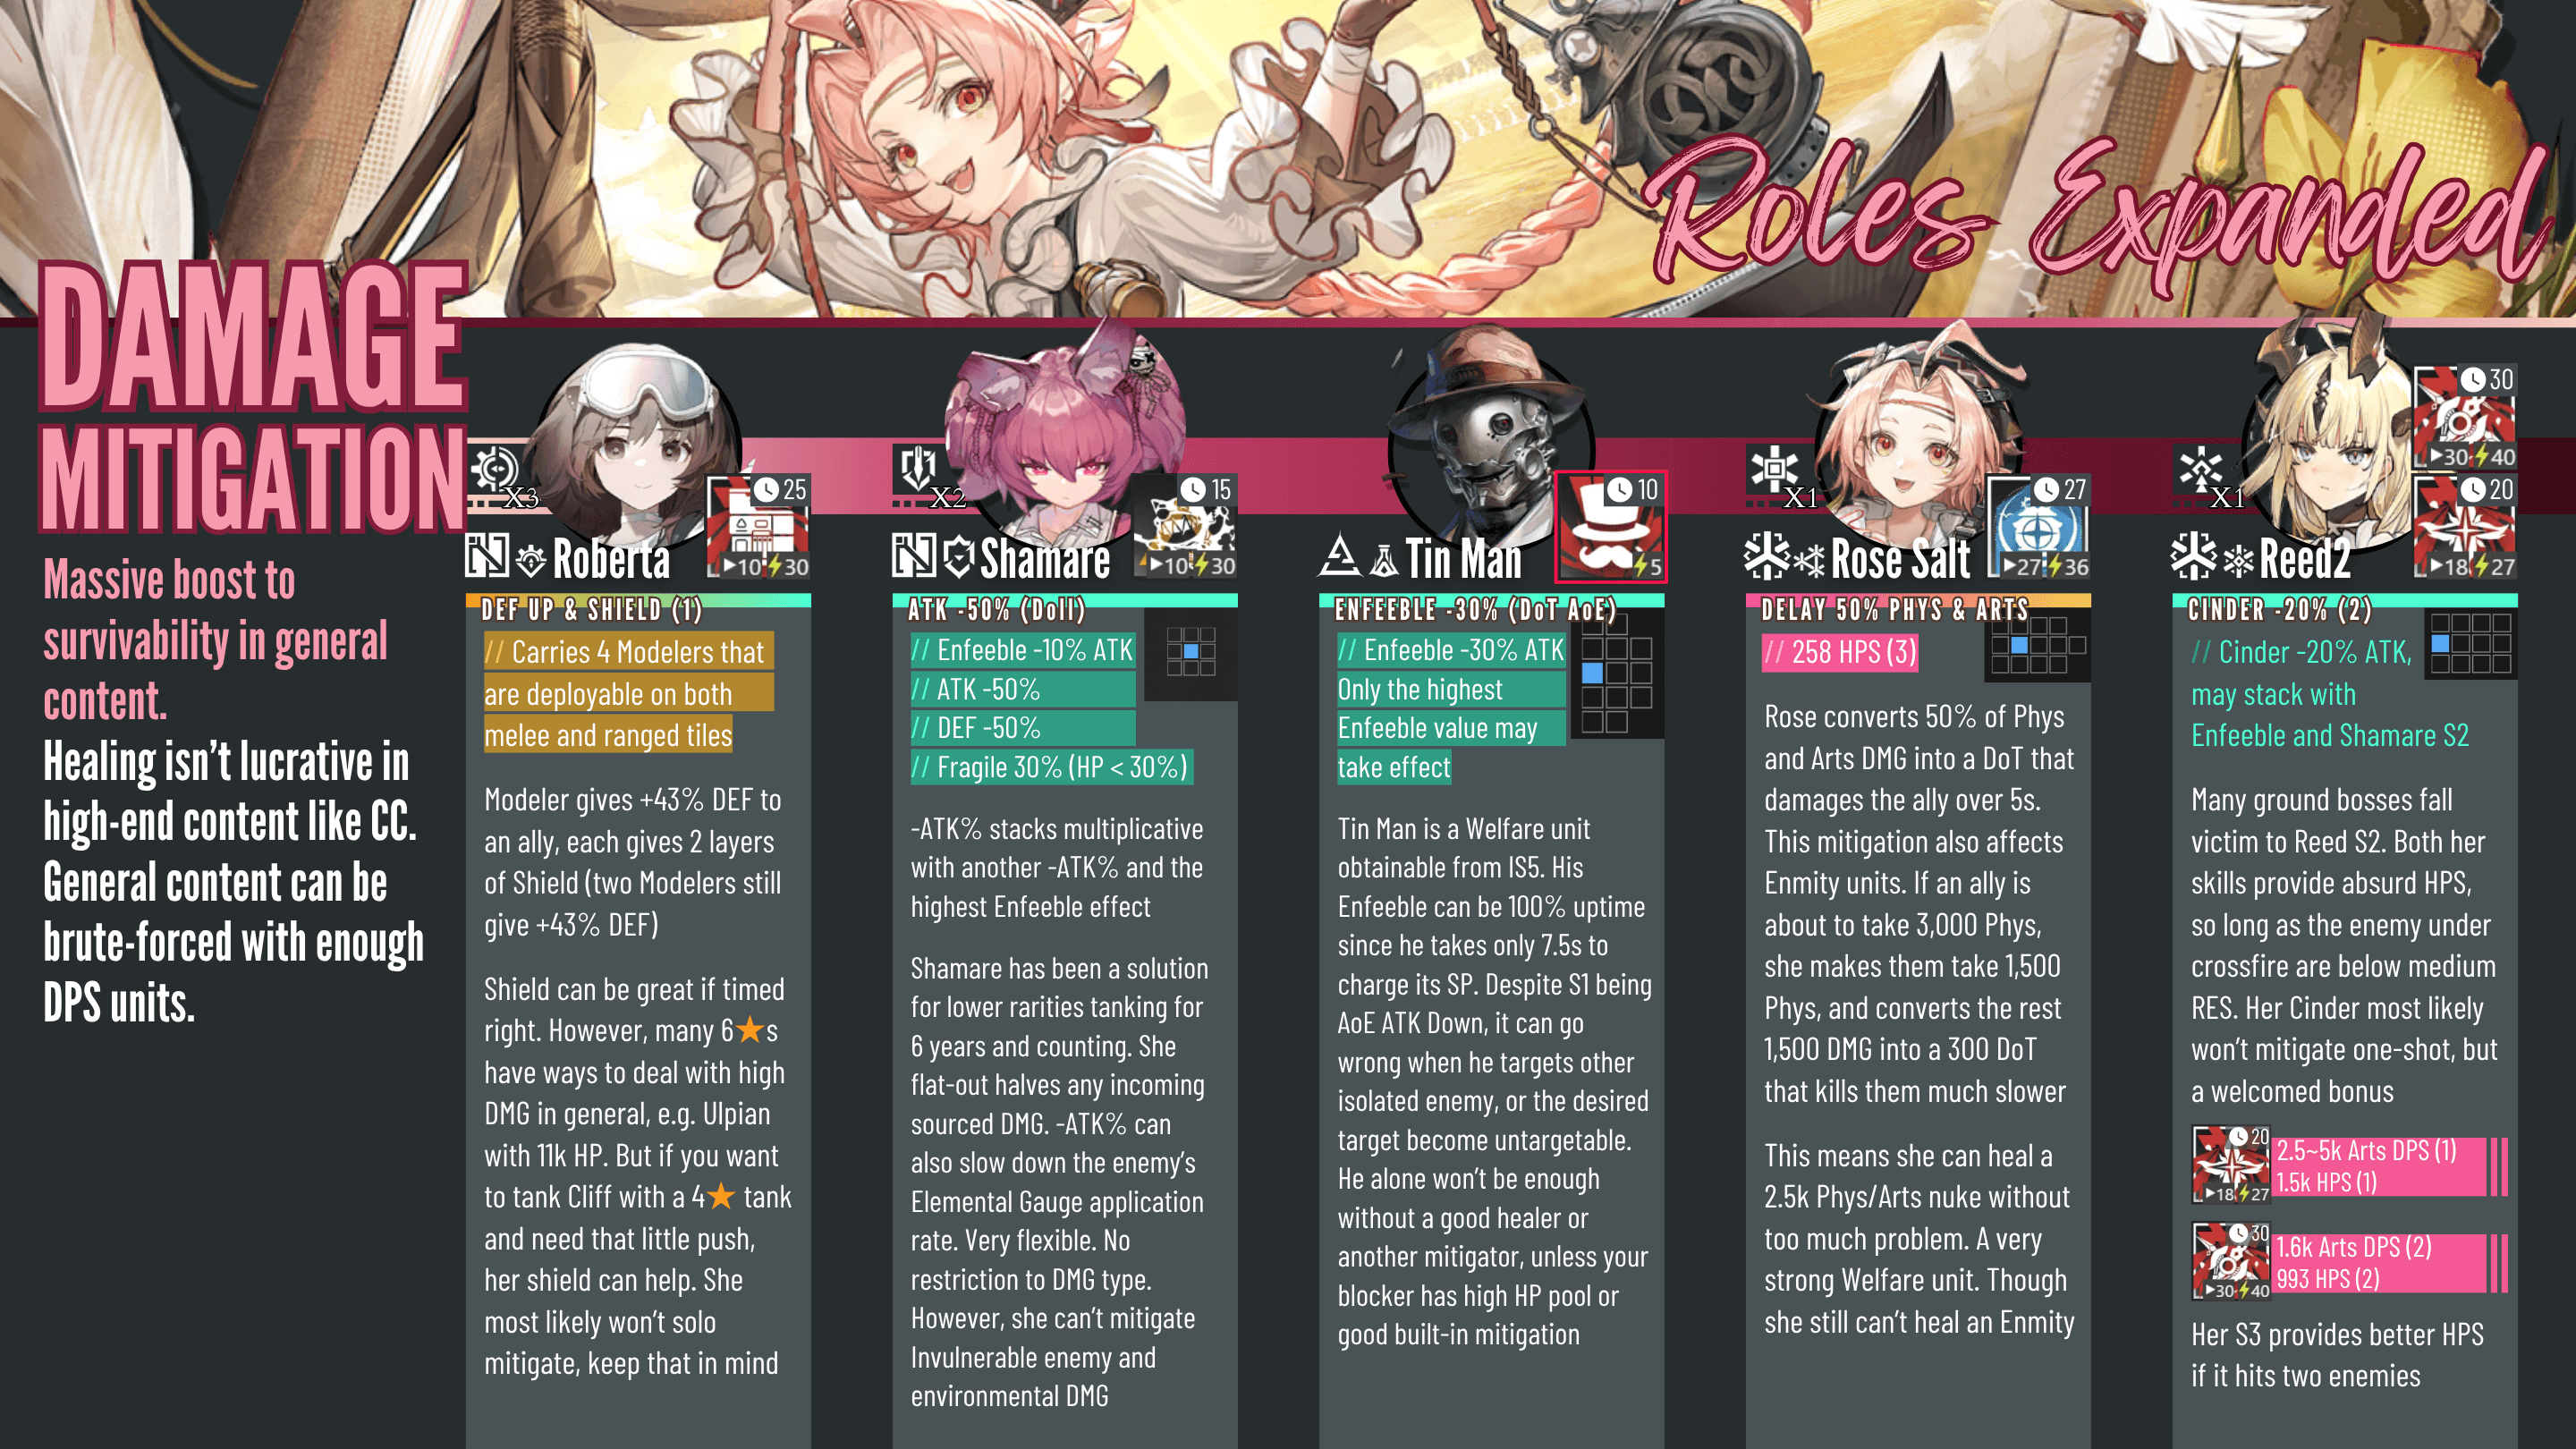 Roles Expanded
DAMAGE
MITIGATION
Massive boost to
survivability in general
content.
Healing isn't lucrative in
high-end content like CC.
General content can be
brute-forced with enough
DPS units.
X3
25
10 30
Roberta
DEF UP & SHIELD (1)
// Carries 4 Modelers that
are deployable on both
melee and ranged tiles
Modeler gives +43% DEF to
an ally, each gives 2 layers
of Shield (two Modelers still
give +43% DEF)
Shield can be great if timed
right. However, many 6★s
have ways to deal with high
DMG in general, e.g. Ulpian
with 11k HP. But if you want
to tank Cliff with a 4★ tank
and need that little push,
her shield can help. She
most likely won't solo
mitigate, keep that in mind
X2
15
10 30
Shamare
ATK -50% (Doll)
// Enfeeble -10% ATK
// ATK -50%
// DEF -50%
// Fragile 30% (HP < 30%)
-ATK% stacks multiplicative
with another -ATK% and the
highest Enfeeble effect
Shamare has been a solution
for lower rarities tanking for
6 years and counting. She
flat-out halves any incoming
sourced DMG. -ATK% can
also slow down the enemy's
Elemental Gauge application
rate. Very flexible. No
restriction to DMG type.
However, she can't mitigate
Invulnerable enemy and
environmental DMG
10
5
Tin Man
ENFEEBLE -30% (DoT AoE)
// Enfeeble -30% ATK
Only the highest
Enfeeble value may
take effect
Tin Man is a Welfare unit
obtainable from IS5. His
Enfeeble can be 100% uptime
since he takes only 7.5s to
charge its SP. Despite S1 being
AoE ATK Down, it can go
wrong when he targets other
isolated enemy, or the desired
target become untargetable.
He alone won't be enough
without a good healer or
another mitigator, unless your
blocker has high HP pool or
good built-in mitigation
X1
27
27 36
Rose Salt
DELAY 50% PHYS & ARTS
// 258 HPS (3)
Rose converts 50% of Phys
and Arts DMG into a DoT that
damages the ally over 5s.
This mitigation also affects
Enmity units. If an ally is
about to take 3,000 Phys,
she makes them take 1,500
Phys, and converts the rest
1,500 DMG into a 300 DoT
that kills them much slower
This means she can heal a
2.5k Phys/Arts nuke without
too much problem. A very
strong Welfare unit. Though
she still can't heal an Enmity
X1
30
30 40
20
18 27
Reed2
CINDER -20% (2)
// Cinder -20% ATK,
may stack with
Enfeeble and Shamare S2
Many ground bosses fall
victim to Reed S2. Both her
skills provide absurd HPS,
so long as the enemy under
crossfire are below medium
RES. Her Cinder most likely
won't mitigate one-shot, but
a welcomed bonus
20
18 27
2.5~5k Arts DPS (1)
1.5k HPS (1)
30
30 40
1.6k Arts DPS (2)
993 HPS (2)
Her S3 provides better HPS
if it hits two enemies